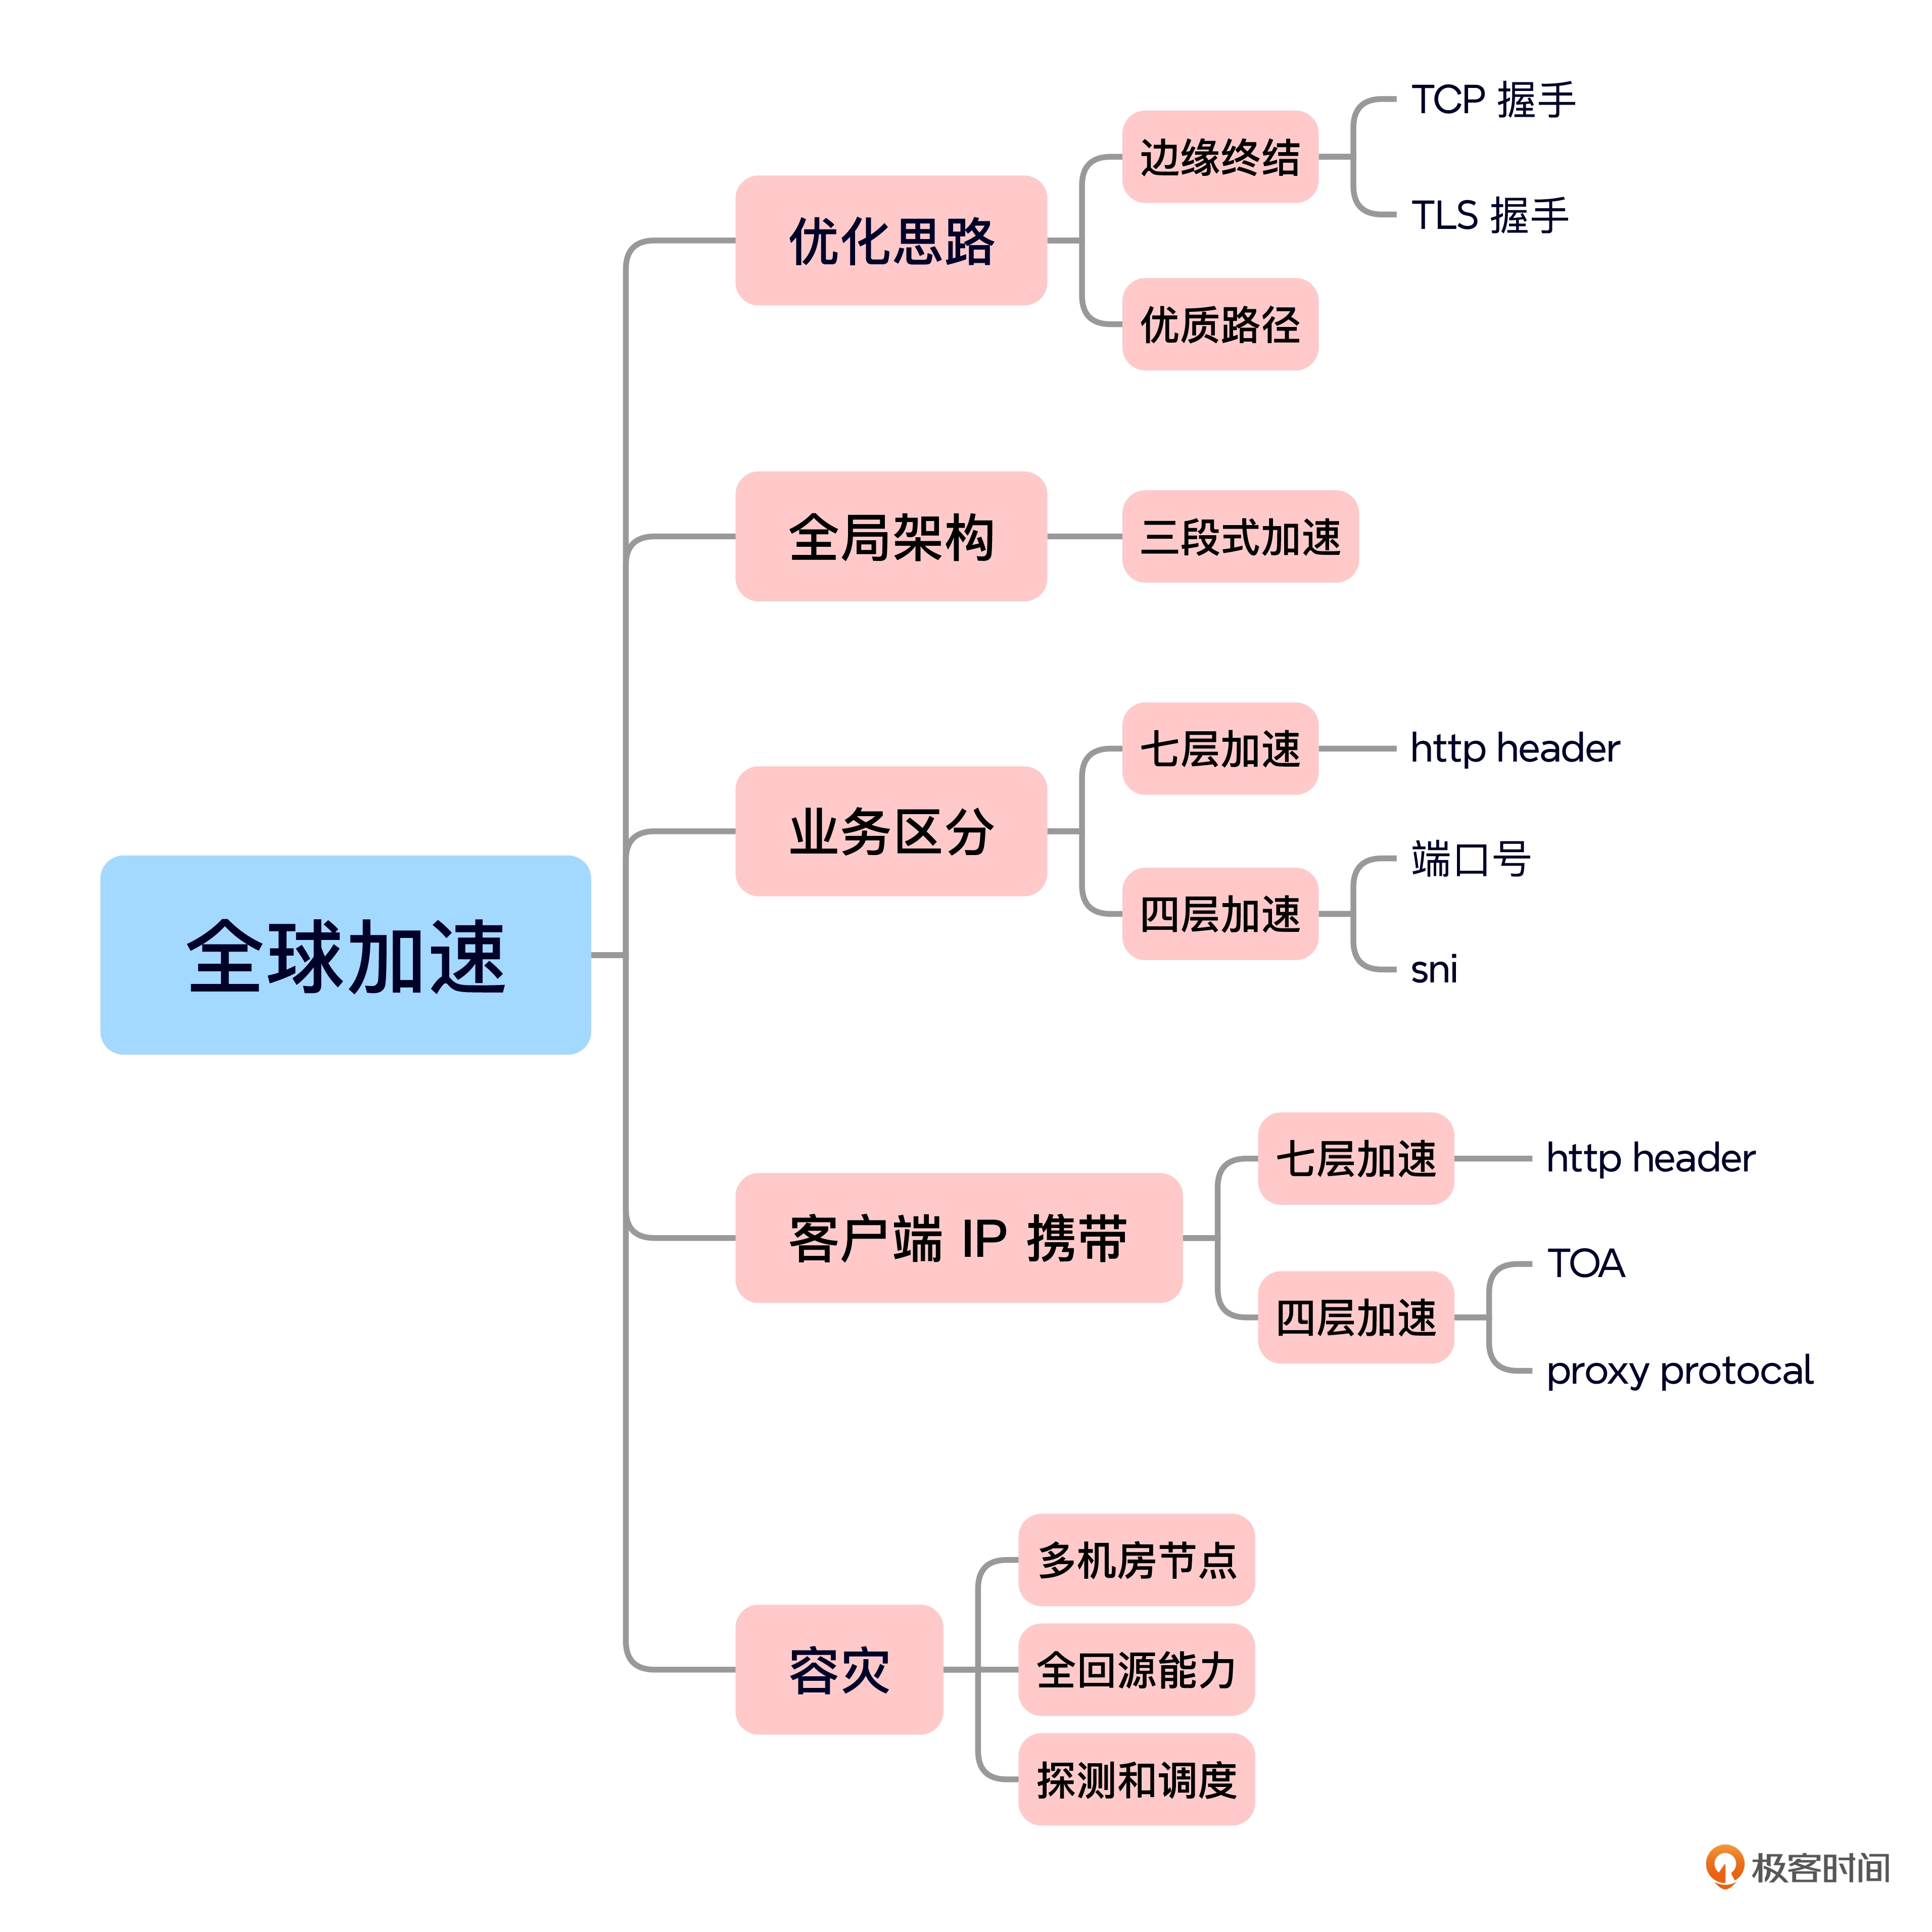 全球加速
优化思路
边缘终结
TCP 握手
TLS 握手
优质路径
全局架构
三段式加速
业务区分
七层加速
http header
四层加速
端口号
sni
客户端 IP 携带
七层加速
http header
四层加速
TOA
proxy protocal
容灾
多机房节点
全回源能力
探测和调度
极客时间